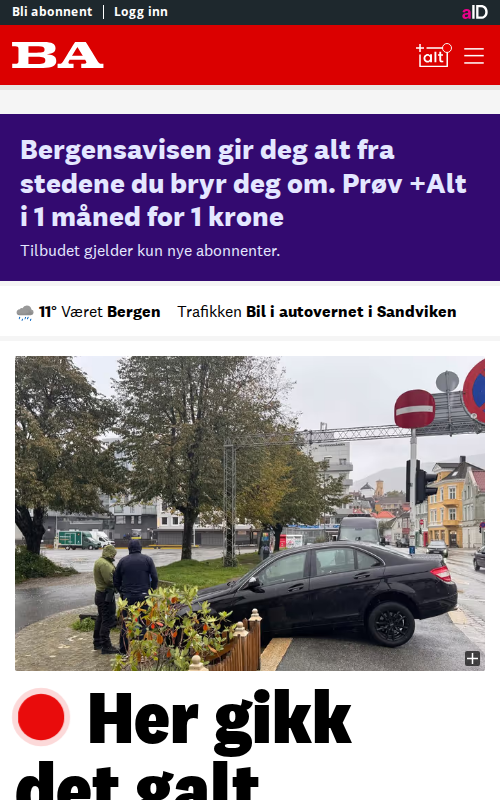 Bli abonnent | Logg inn
aID
BA
+alt
Bergensavisen gir deg alt fra
stedene du bryr deg om. Prøv +Alt
i 1 måned for 1 krone
Tilbudet gjelder kun nye abonnenter.
11° Været Bergen Trafikken Bil i autovernet i Sandviken
Her gikk
det galt